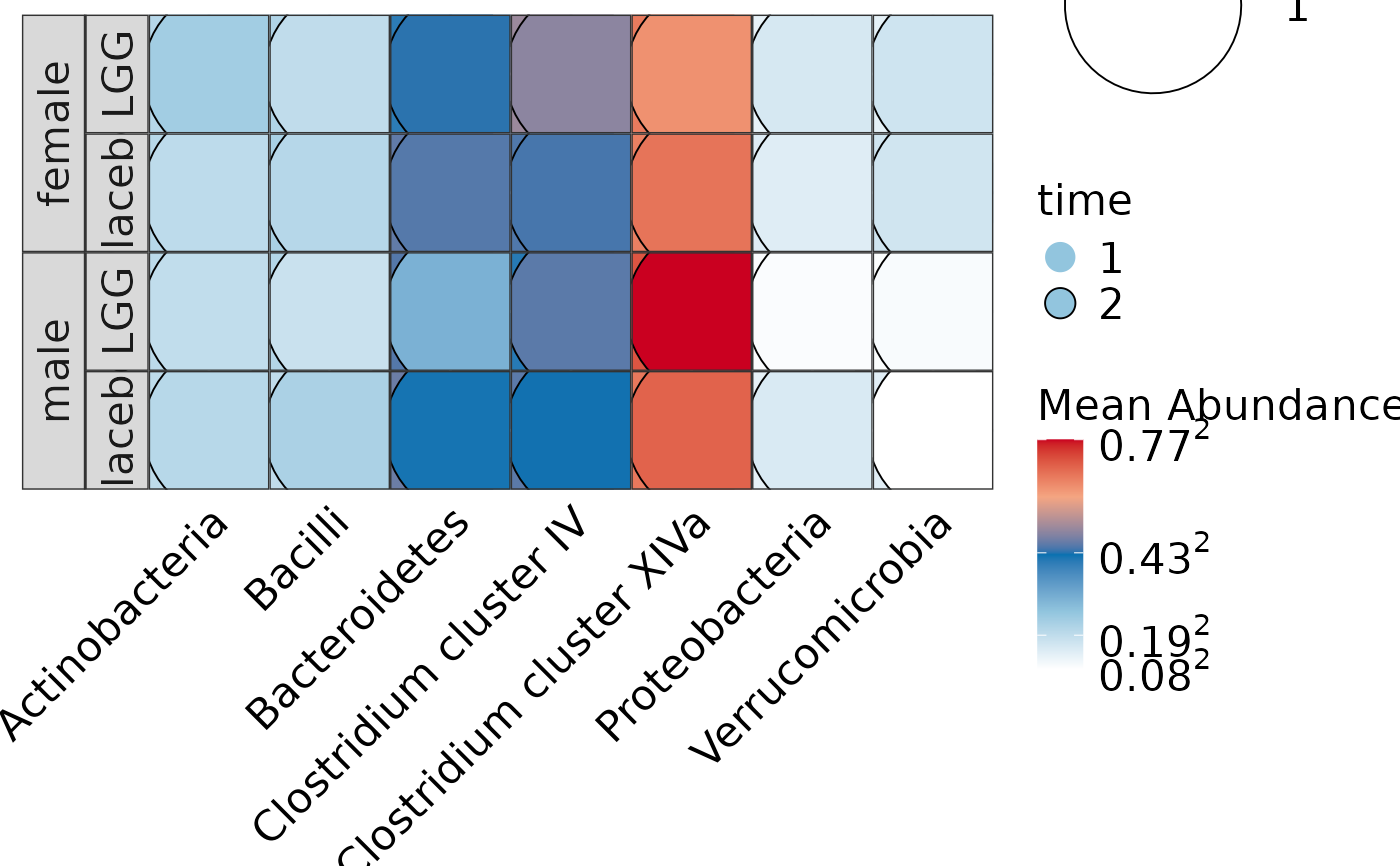 female
LGG
laceb
male
LGG
laceb
Actinobacteria
Bacilli
Bacteroidetes
Clostridium cluster IV
Clostridium cluster XIVa
Proteobacteria
Verrucomicrobia
1
time
1
2
Mean Abundance
0.77²
0.43²
0.19²
0.08²